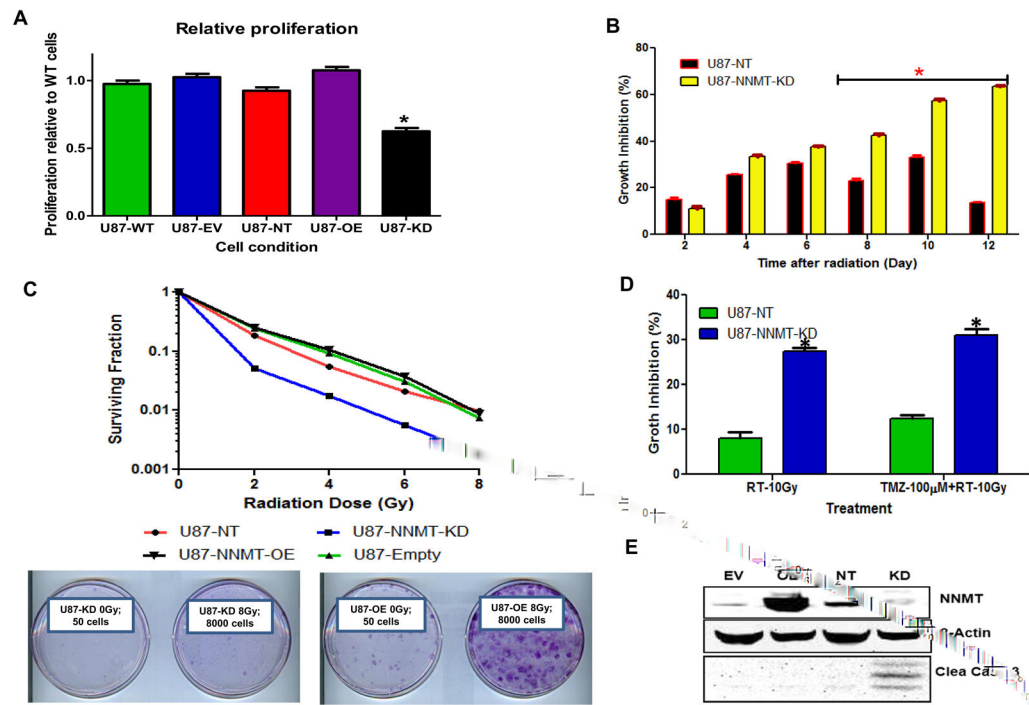 A
Relative proliferation
Proliferation relative to WT cells
1.0
0.5
0.0
U87-WT U87-EV U87-NT U87-OE U87-KD
*
Cell condition
B
U87-NT
U87-NNMT-KD
*
Growth Inhibition (%)
80
60
40
20
0
2 4 6 8 10 12
Time after radiation (Day)
C
Surviving Fraction
1
0.1
0.01
0.001
0 2 4 6 8
Radiation Dose (Gy)
U87-NT U87-NNMT-KD
U87-NNMT-OE U87-Empty
U87-KD 0Gy;
50 cells
U87-KD 8Gy;
8000 cells
U87-OE 0Gy;
50 cells
U87-OE 8Gy;
8000 cells
D
U87-NT
U87-NNMT-KD
* *
Groth Inhibition (%)
40
30
20
10
0
RT-10Gy TMZ-100µM+RT-10Gy
Treatment
E
EV OE NT KD
NNMT
-Actin
Clea